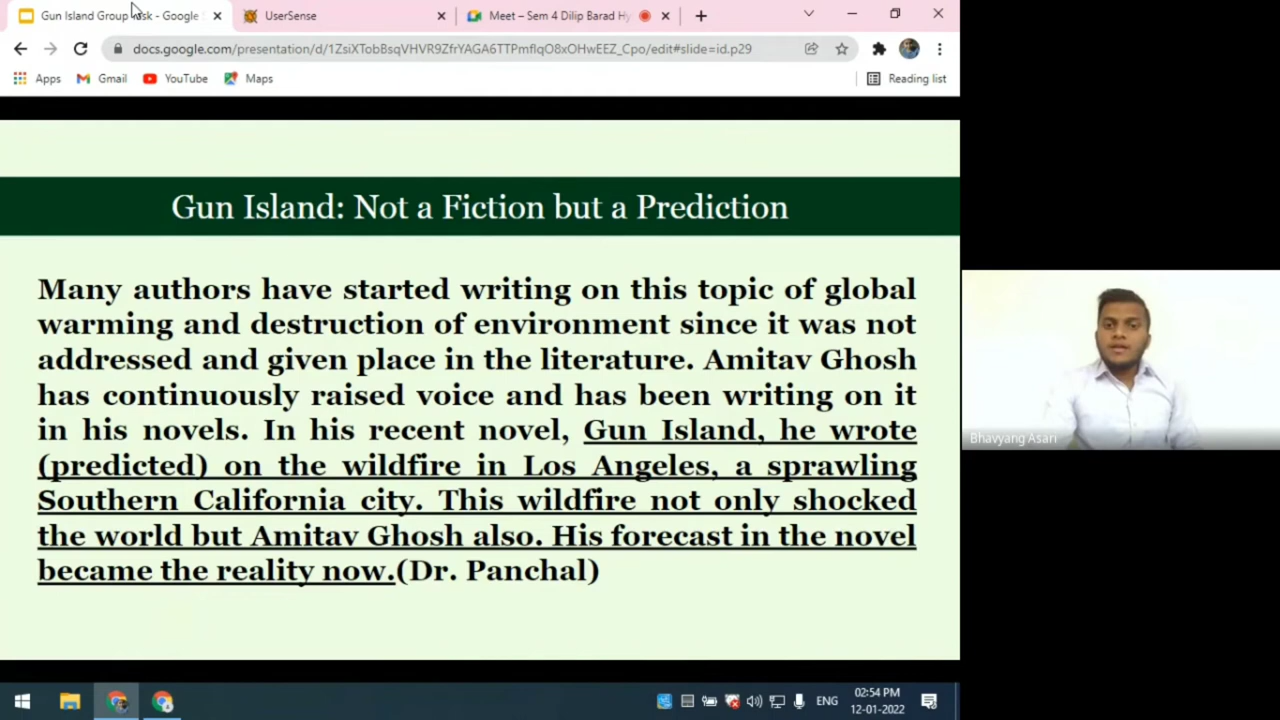 Gun Island Group Task - Google S
UserSense
Meet – Sem 4 Dilip Barad Hy
docs.google.com/presentation/d/1ZsiXTobBsqVHVR9ZfrYAGA6TTPmfIqO8xOHwEEZ_Cpo/edit#slide=id.p29
Apps
Gmail
YouTube
Maps
Reading list
Gun Island: Not a Fiction but a Prediction
Many authors have started writing on this topic of global
warming and destruction of environment since it was not
addressed and given place in the literature. Amitav Ghosh
has continuously raised voice and has been writing on it
in his novels. In his recent novel, Gun Island, he wrote
(predicted) on the wildfire in Los Angeles, a sprawling
Southern California city. This wildfire not only shocked
the world but Amitav Ghosh also. His forecast in the novel
became the reality now.(Dr. Panchal)
Bhavyang Asari
ENG
02:54 PM
12-01-2022